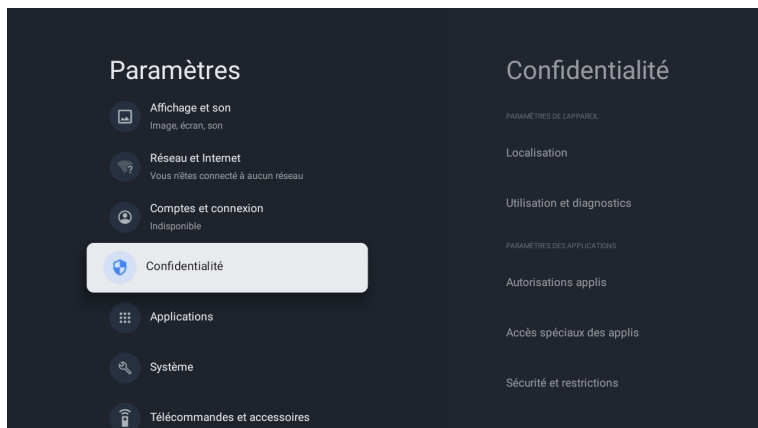 Paramètres
Affichage et son
Image, écran, son
Réseau et Internet
Vous n'êtes connecté à aucun réseau
Comptes et connexion
Indisponible
Confidentialité
Applications
Système
Télécommandes et accessoires
Confidentialité
PARAMÈTRES DE L'APPAREIL
Localisation
Utilisation et diagnostics
PARAMÈTRES DES APPLICATIONS
Autorisations applis
Accès spéciaux des applis
Sécurité et restrictions